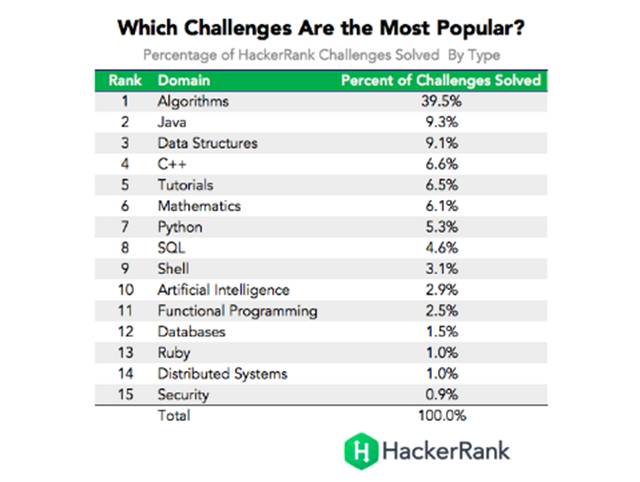 Which Challenges Are the Most Popular?
Percentage of HackerRank Challenges Solved By Type
Rank Domain Percent of Challenges Solved
1 Algorithms 39.5%
2 Java 9.3%
3 Data Structures 9.1%
4 C++ 6.6%
5 Tutorials 6.5%
6 Mathematics 6.1%
7 Python 5.3%
8 SQL 4.6%
9 Shell 3.1%
10 Artificial Intelligence 2.9%
11 Functional Programming 2.5%
12 Databases 1.5%
13 Ruby 1.0%
14 Distributed Systems 1.0%
15 Security 0.9%
Total 100.0%
H HackerRank